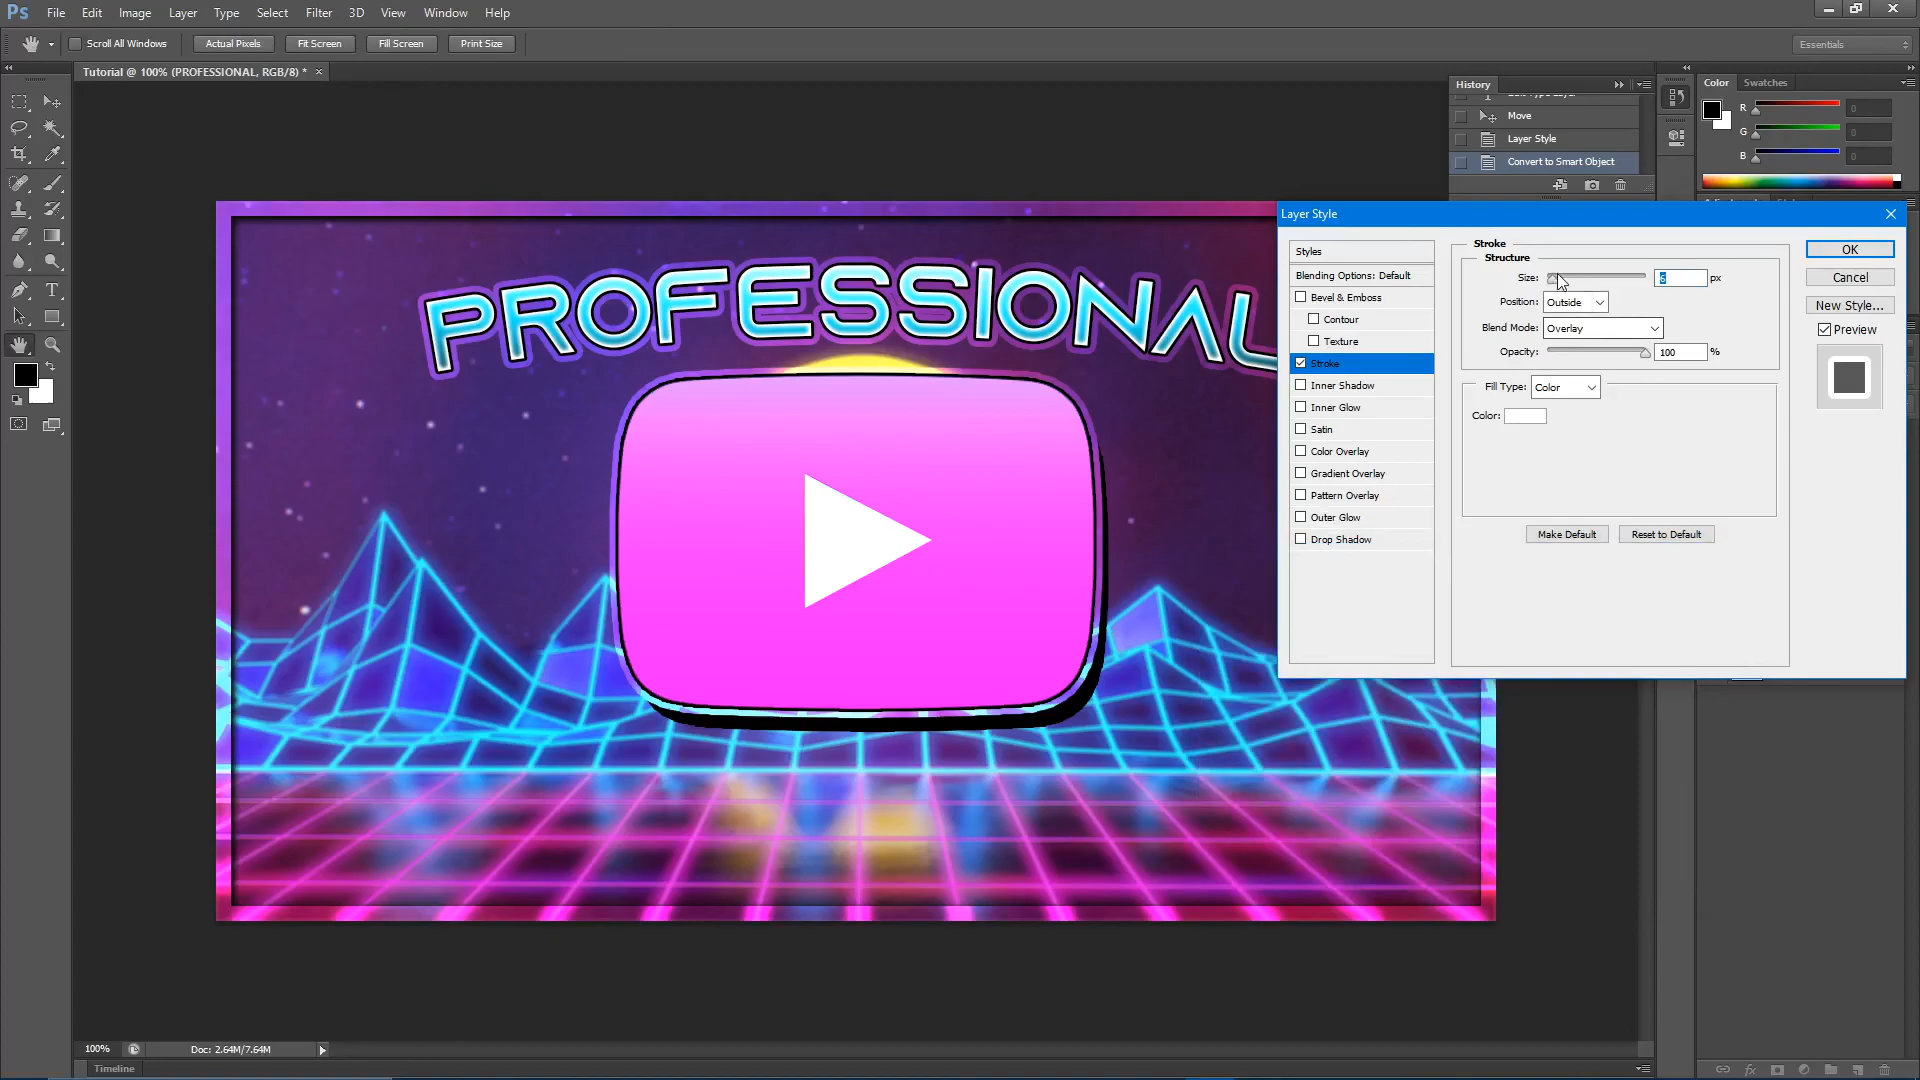 Ps File Edit Image Layer Type Select Filter 3D View Window Help
Scroll All Windows Actual Pixels Fit Screen Fill Screen Print Size Essentials
Tutorial @ 100% (PROFESSIONAL, RGB/8) * ×
History
Move
Layer Style
Convert to Smart Object
Color Swatches
R 0
G 0
B 0
PROFESSIONAL
Layer Style
Styles
Blending Options: Default
Bevel & Emboss
Contour
Texture
Stroke
Inner Shadow
Inner Glow
Satin
Color Overlay
Gradient Overlay
Pattern Overlay
Outer Glow
Drop Shadow
Stroke
Structure
Size: px
Position: Outside
Blend Mode: Overlay
Opacity: 100 %
Fill Type: Color
Color:
Make Default Reset to Default
OK
Cancel
New Style...
Preview
100% Doc: 2.64M/7.64M
Timeline